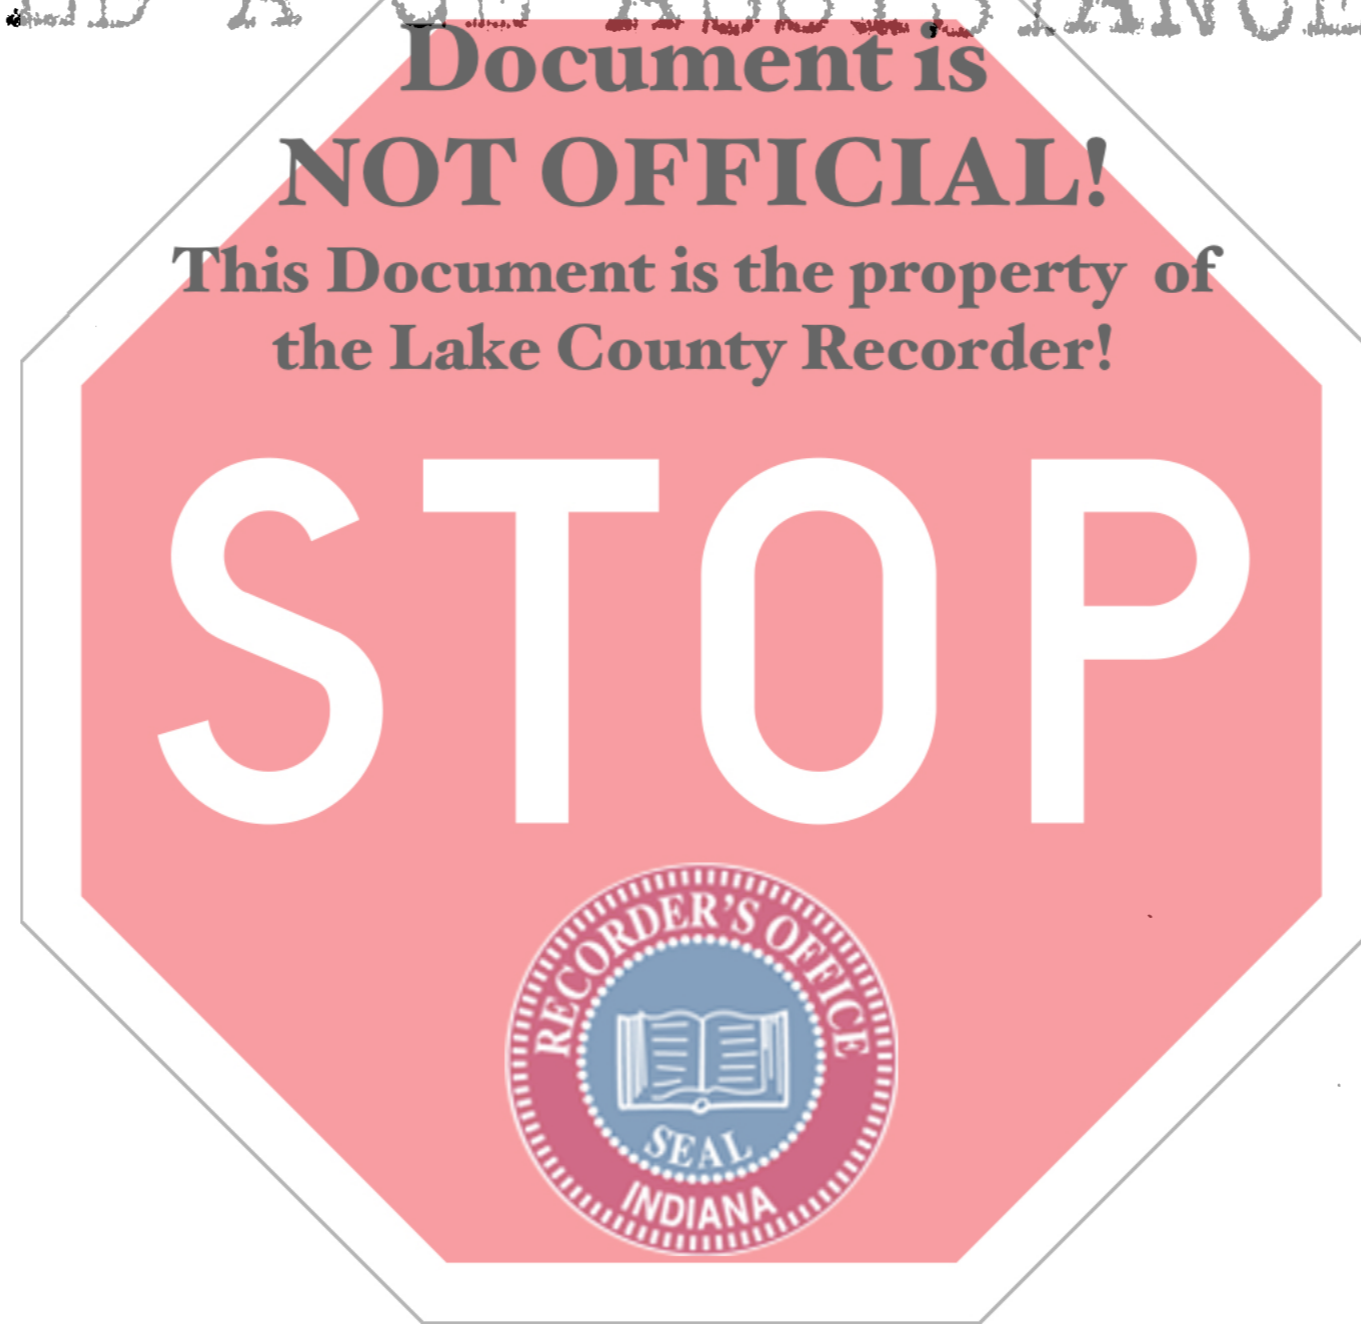 Document is
NOT OFFICIAL!
This Document is the property of
the Lake County Recorder!
STOP
RECORDER'S OFFICE
SEAL
INDIANA